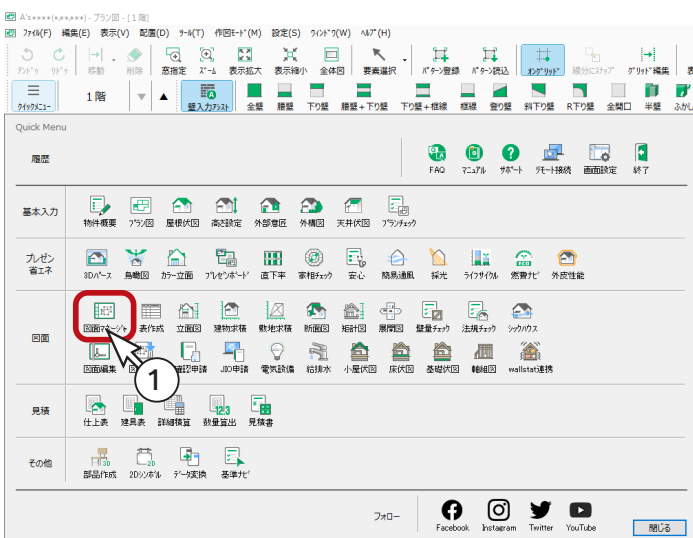 A's****(*,**,***) - プラン図 - [1 階]
ファイル(F) 編集(E) 表示(V) 配置(D) ツール(T) 作図モード(M) 設定(S) ウインドウ(W) ヘルプ(H)
アンドゥ リドゥ 移動 削除 窓指定 ズーム 表示拡大 表示縮小 全体図 要素選択 パターン登録 パターン読込 オングリッド 線分にスナップ グリッド編集 表
クイックメニュー 1 階 ▼ ▲ 壁入力アシスト 全壁 腰壁 下り壁 腰壁+下り壁 下り壁+框線 框線 登り壁 斜下り壁 R下り壁 全開口 半壁 ふかし
Quick Menu
履歴
FAQ マニュアル サポート リモート接続 画面設定 終了
基本入力
物件概要 プラン図 屋根伏図 高さ設定 外部意匠 外構図 天井伏図 プランチェック
プレゼン
省エネ
3Dパース 鳥瞰図 カラー立面 プレゼンボード 直下率 家相チェック 安心 簡易通風 採光 ライフサイクル 燃費ナビ 外皮性能
図面
図面マネージャ 表作成 立面図 建物求積 敷地求積 断面図 矩計図 展開図 壁量チェック 法規チェック シックハウス
図面編集 確認申請 JIO申請 電気設備 給排水 小屋伏図 床伏図 基礎伏図 軸組図 wallstat連携
1
見積
仕上表 建具表 詳細積算 数量算出 見積書
123
その他
部品作成 2Dシンボル データ変換 基準ナビ
3D 2D
フォロー
Facebook Instagram Twitter YouTube
閉じる